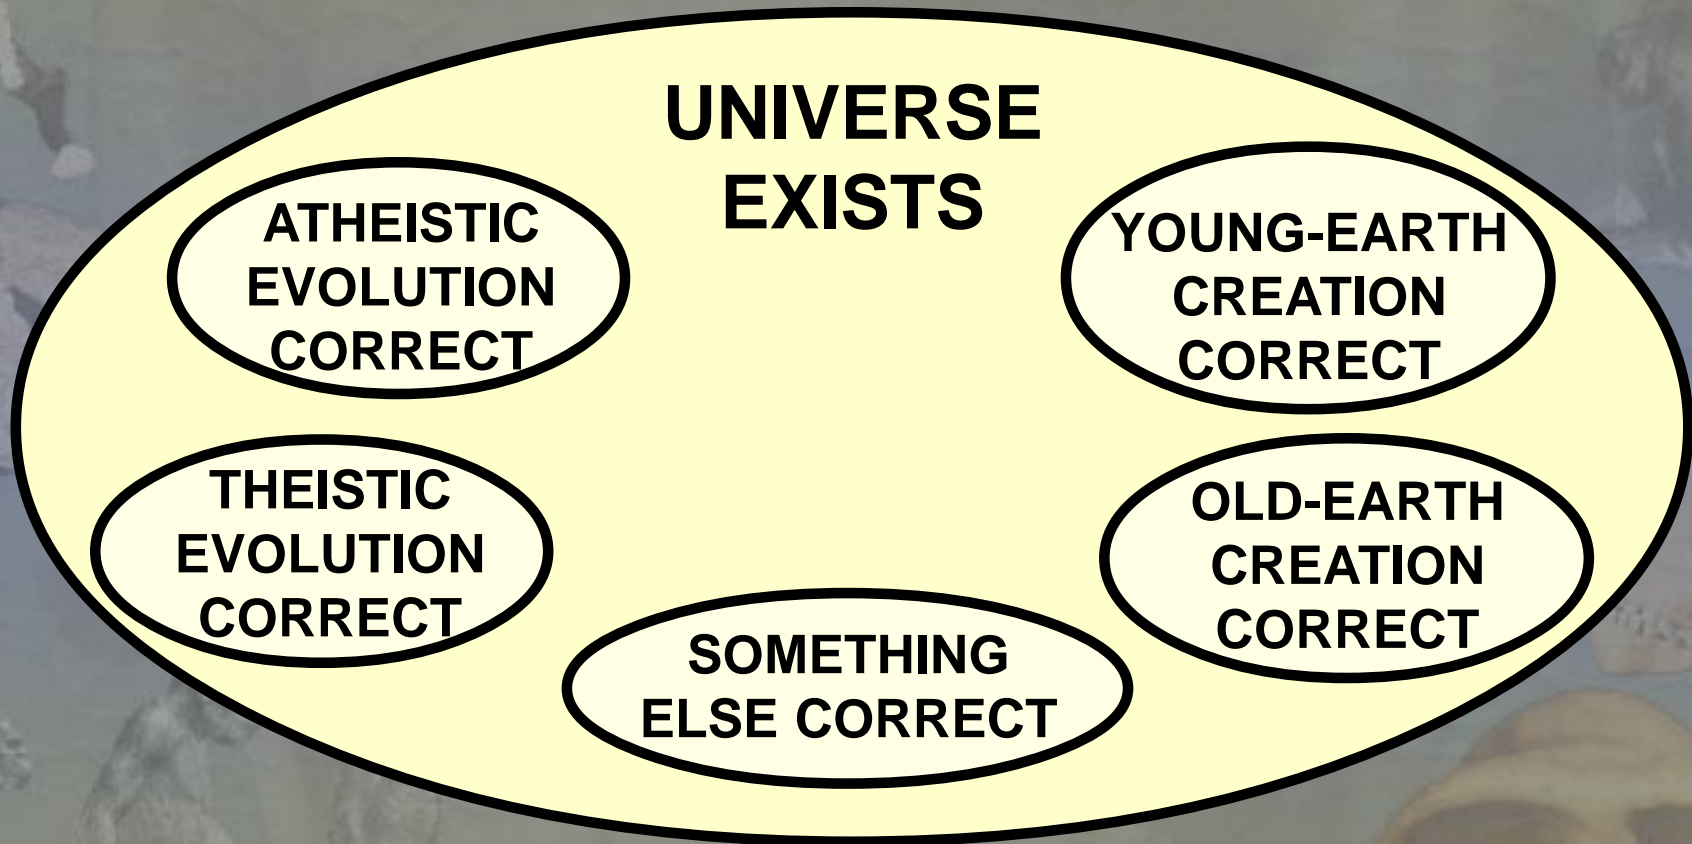 UNIVERSE
EXISTS
ATHEISTIC
EVOLUTION
CORRECT
YOUNG-EARTH
CREATION
CORRECT
THEISTIC
EVOLUTION
CORRECT
OLD-EARTH
CREATION
CORRECT
SOMETHING
ELSE CORRECT